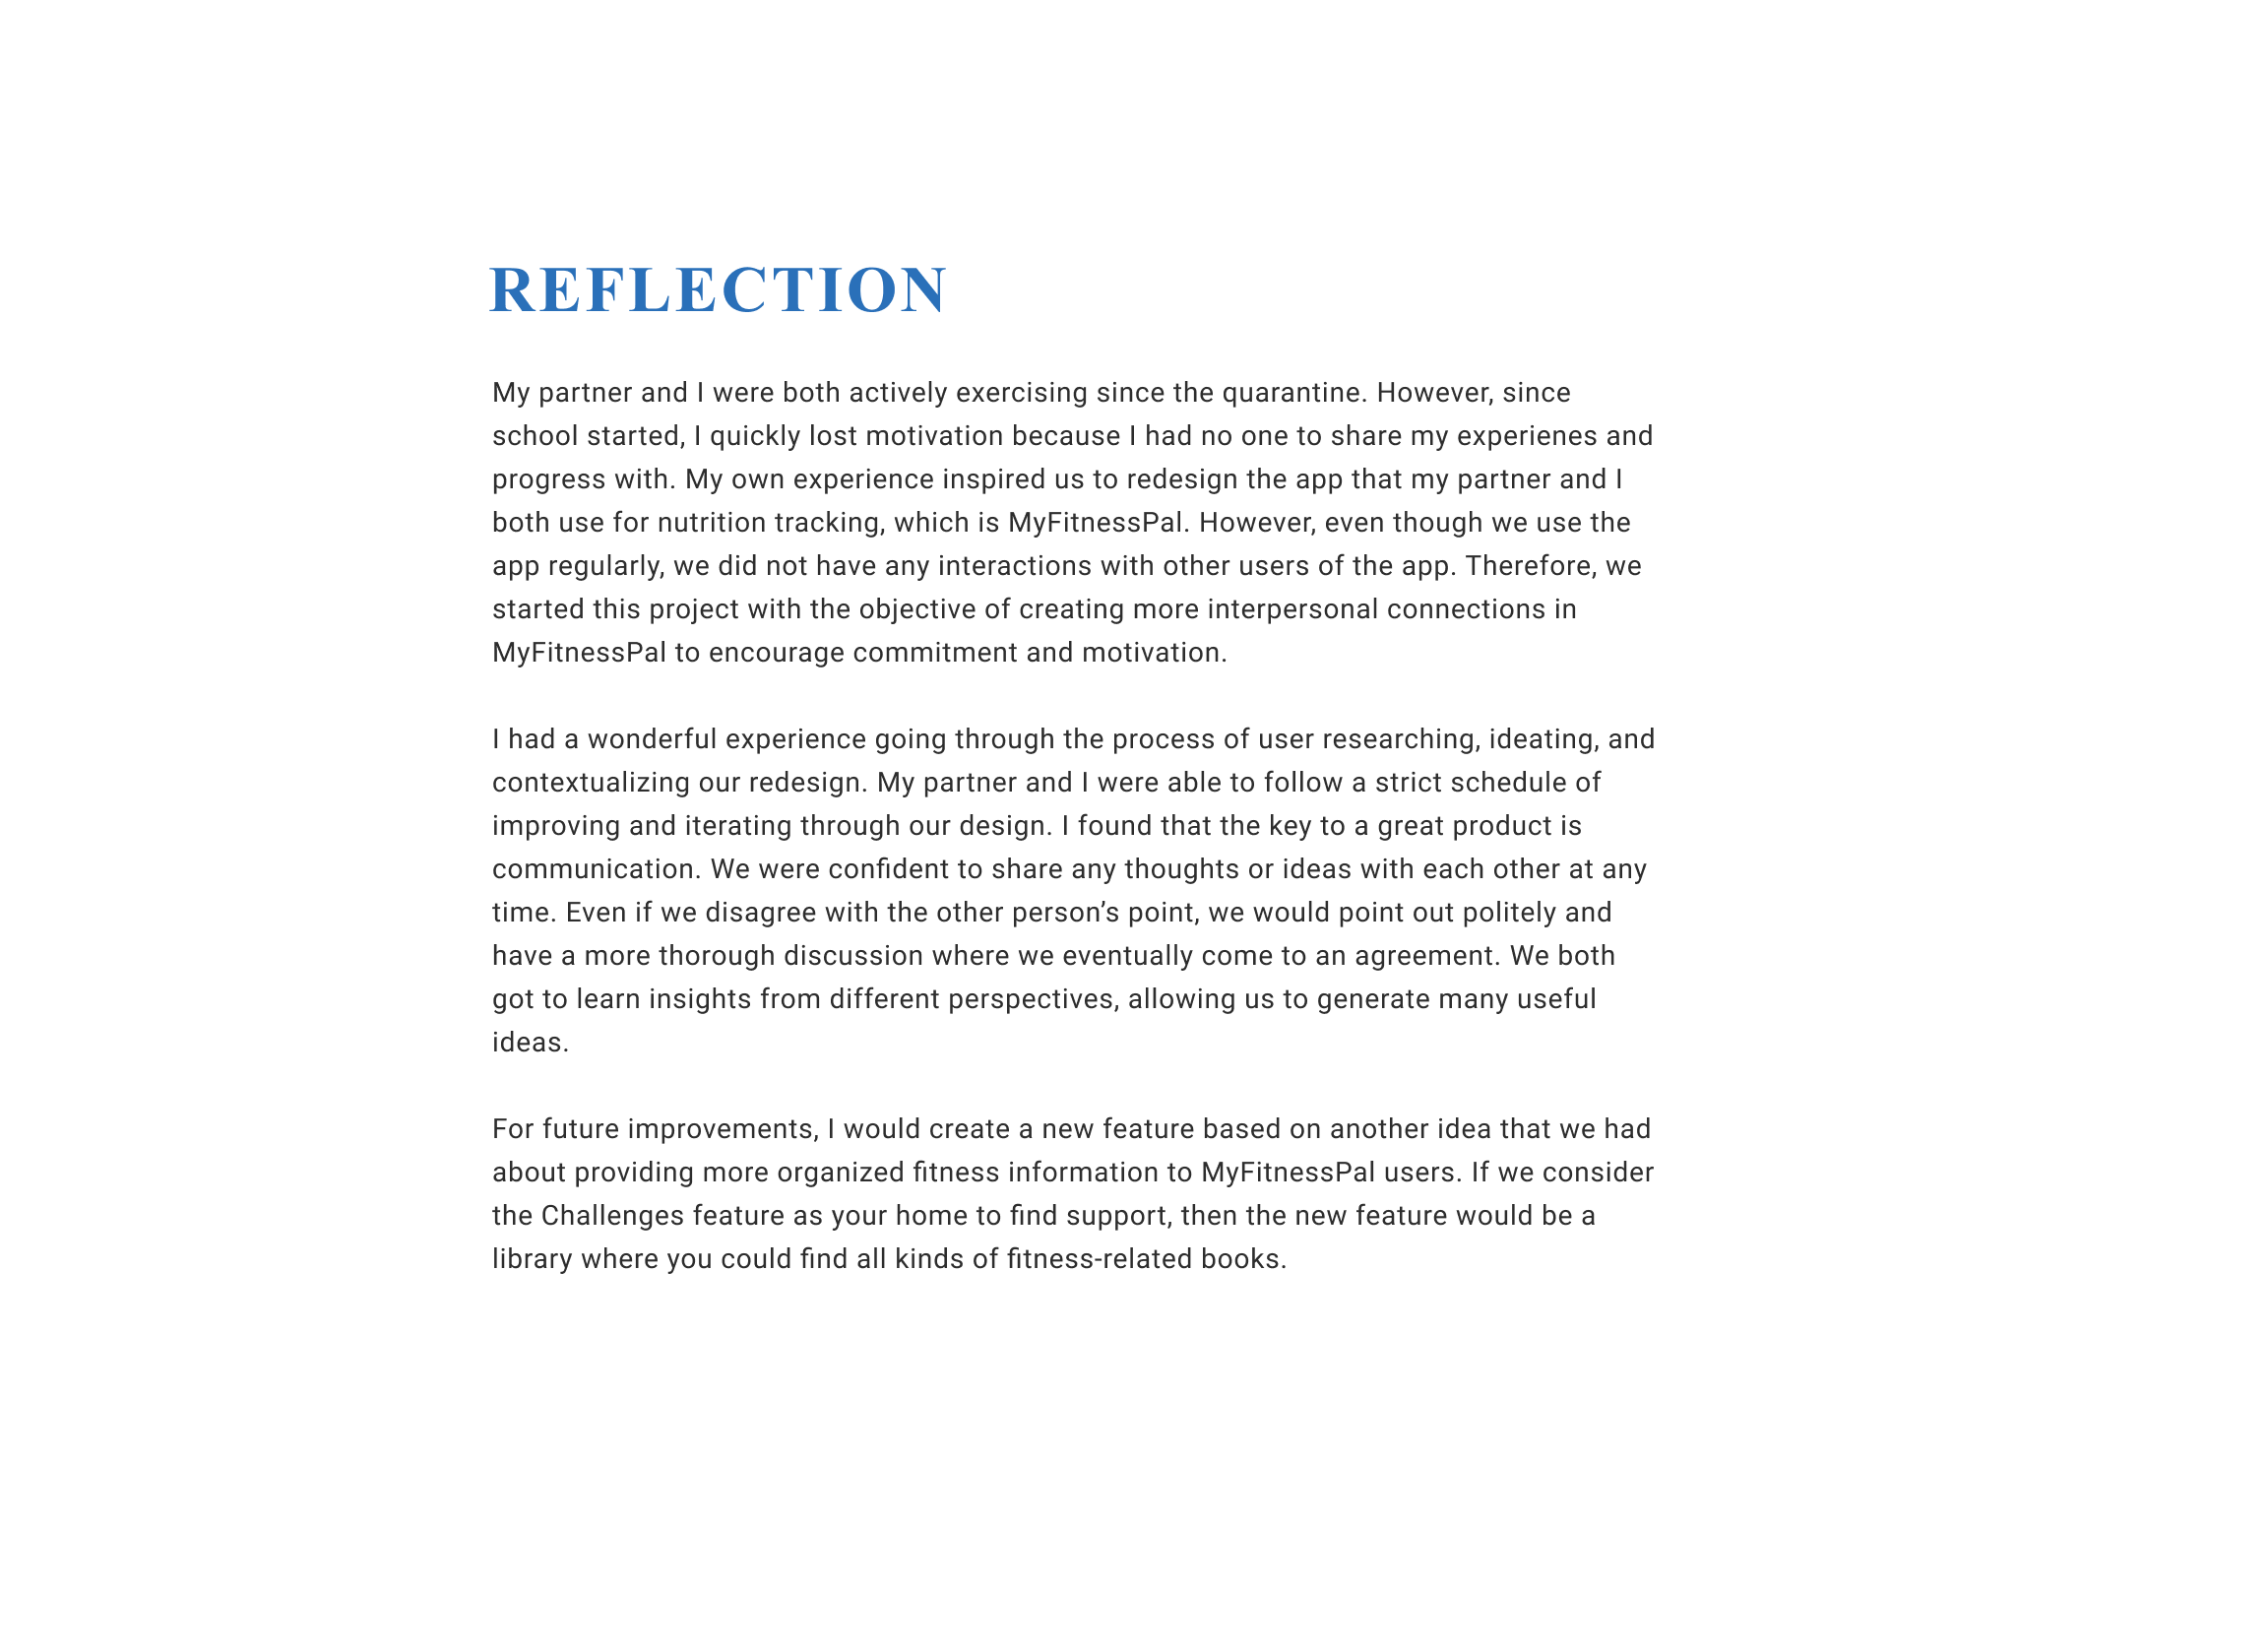 REFLECTION
My partner and I were both actively exercising since the quarantine. However, since
school started, I quickly lost motivation because I had no one to share my experienes and
progress with. My own experience inspired us to redesign the app that my partner and I
both use for nutrition tracking, which is MyFitnessPal. However, even though we use the
app regularly, we did not have any interactions with other users of the app. Therefore, we
started this project with the objective of creating more interpersonal connections in
MyFitnessPal to encourage commitment and motivation.
I had a wonderful experience going through the process of user researching, ideating, and
contextualizing our redesign. My partner and I were able to follow a strict schedule of
improving and iterating through our design. I found that the key to a great product is
communication. We were confident to share any thoughts or ideas with each other at any
time. Even if we disagree with the other person’s point, we would point out politely and
have a more thorough discussion where we eventually come to an agreement. We both
got to learn insights from different perspectives, allowing us to generate many useful
ideas.
For future improvements, I would create a new feature based on another idea that we had
about providing more organized fitness information to MyFitnessPal users. If we consider
the Challenges feature as your home to find support, then the new feature would be a
library where you could find all kinds of fitness-related books.